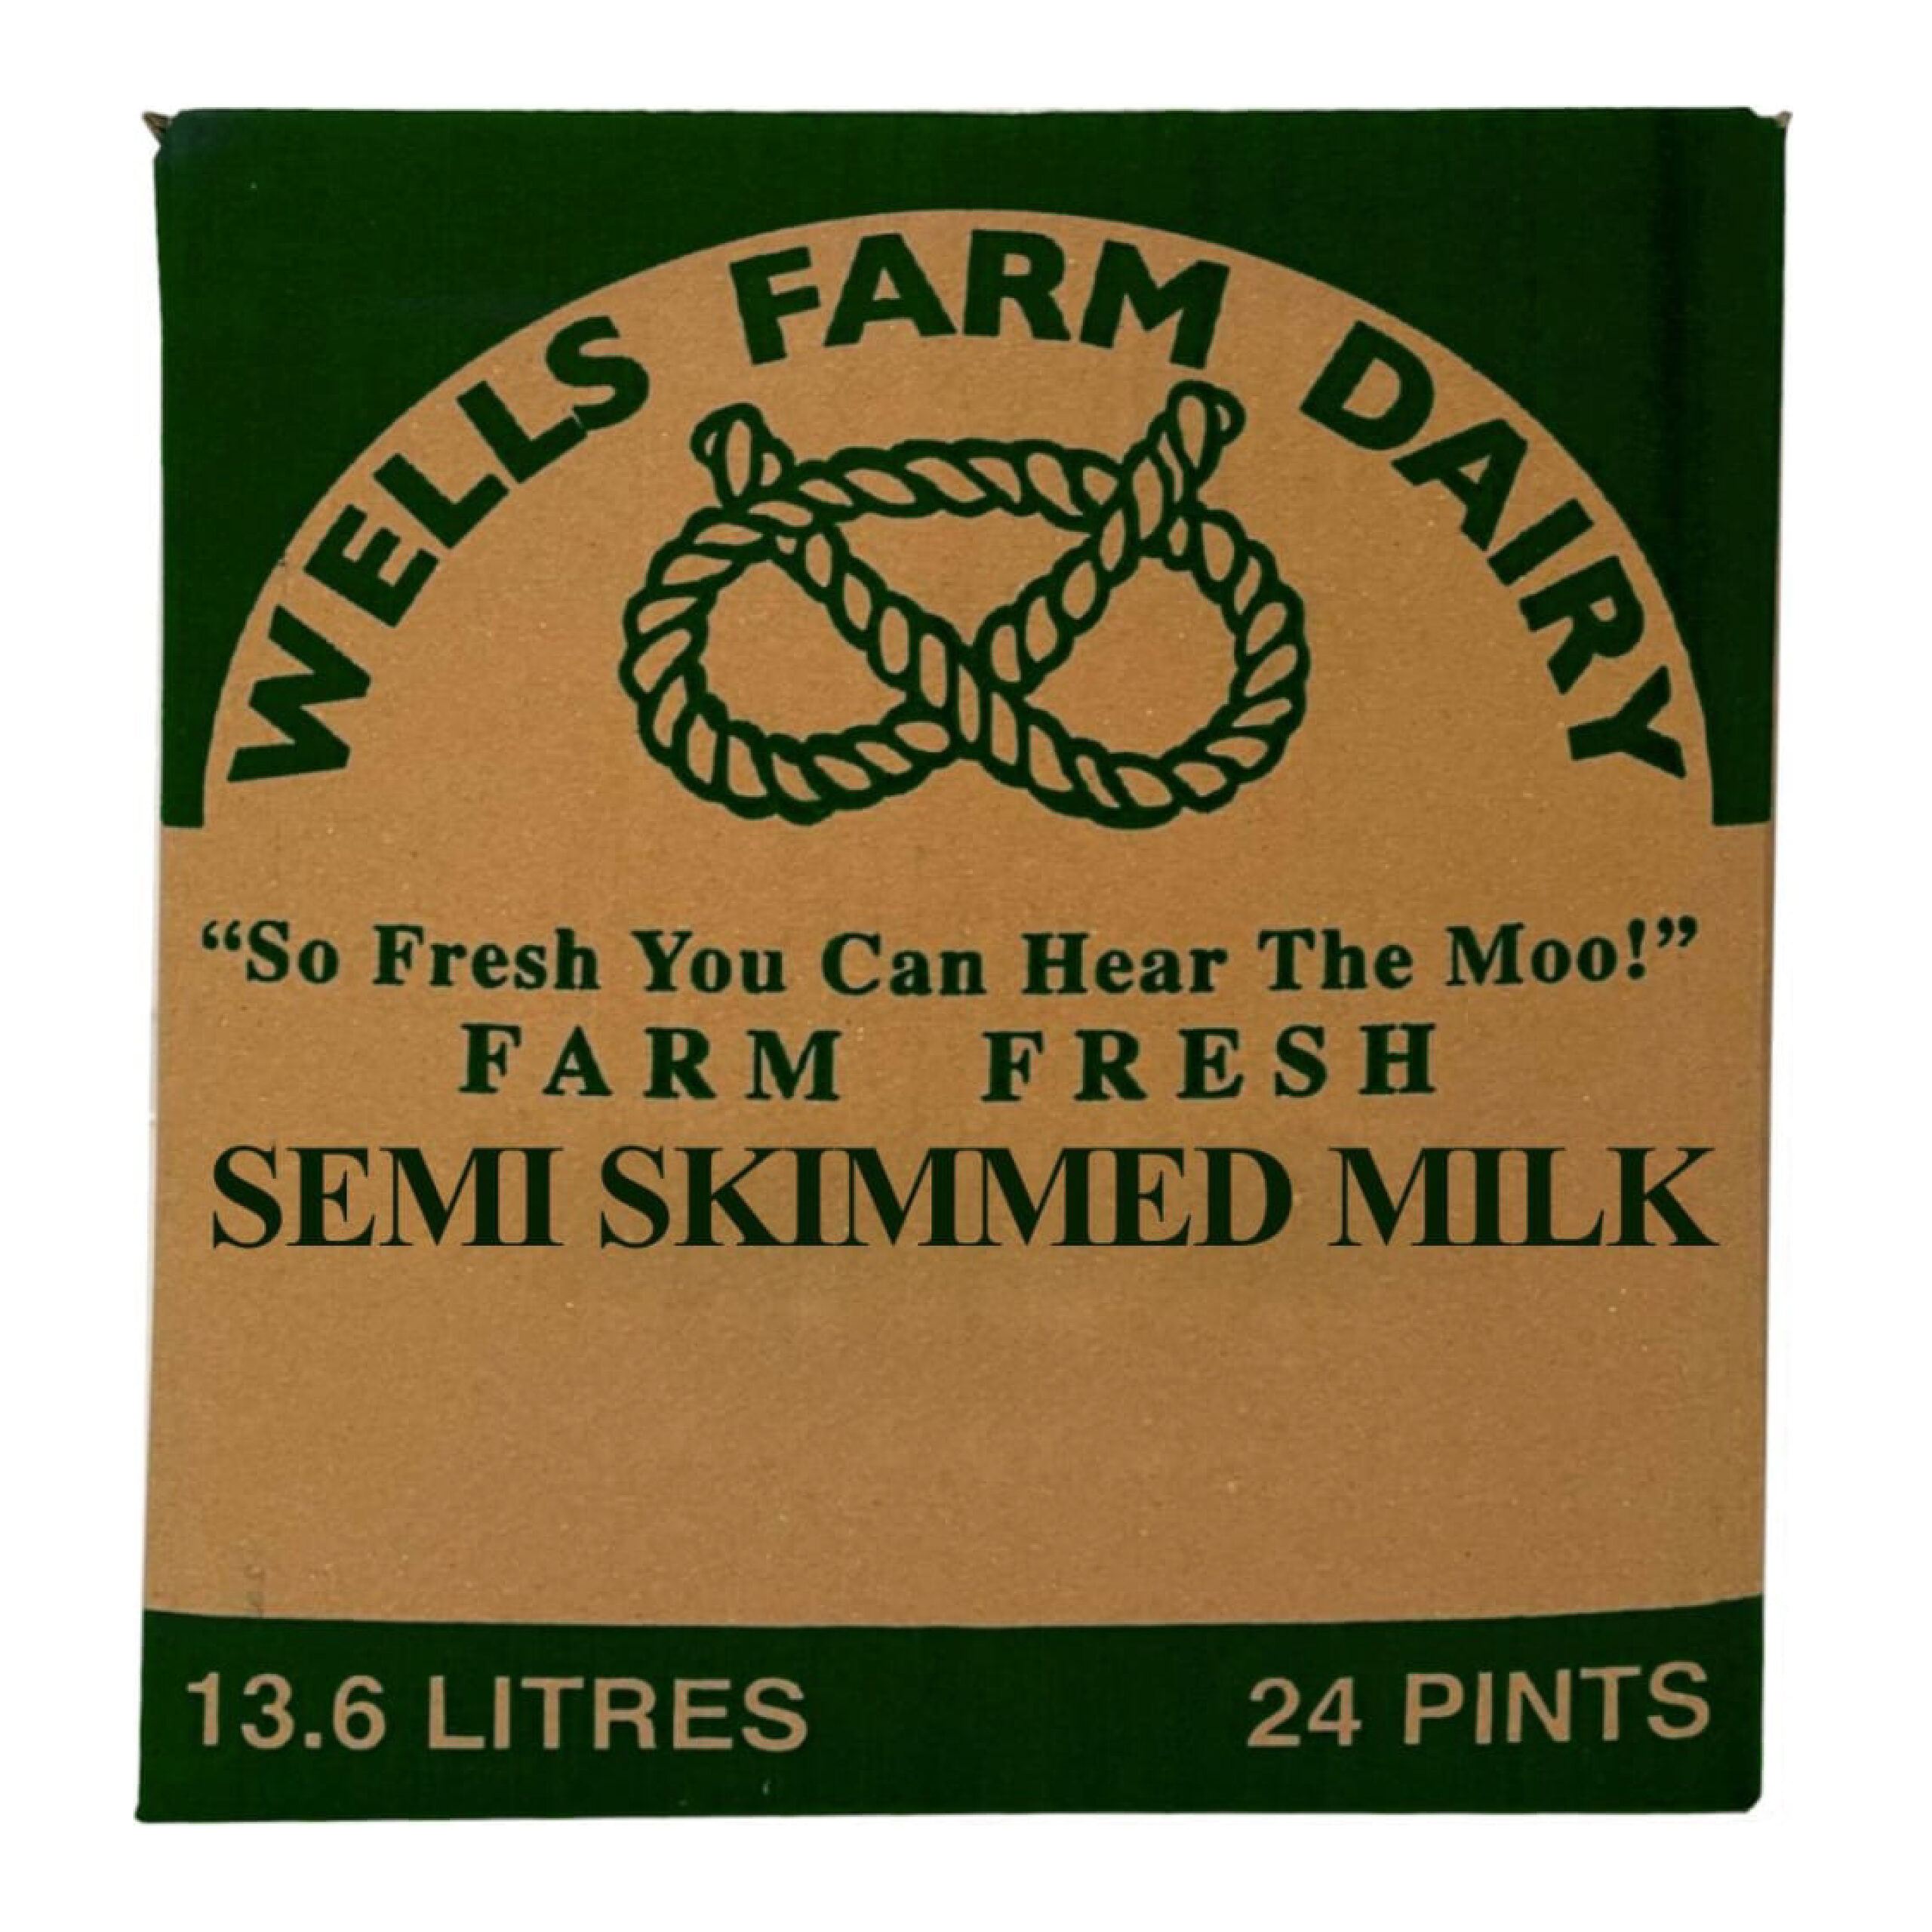 WELLS FARM DAIRY
“So Fresh You Can Hear The Moo!”
FARM FRESH
SEMI SKIMMED MILK
13.6 LITRES
24 PINTS